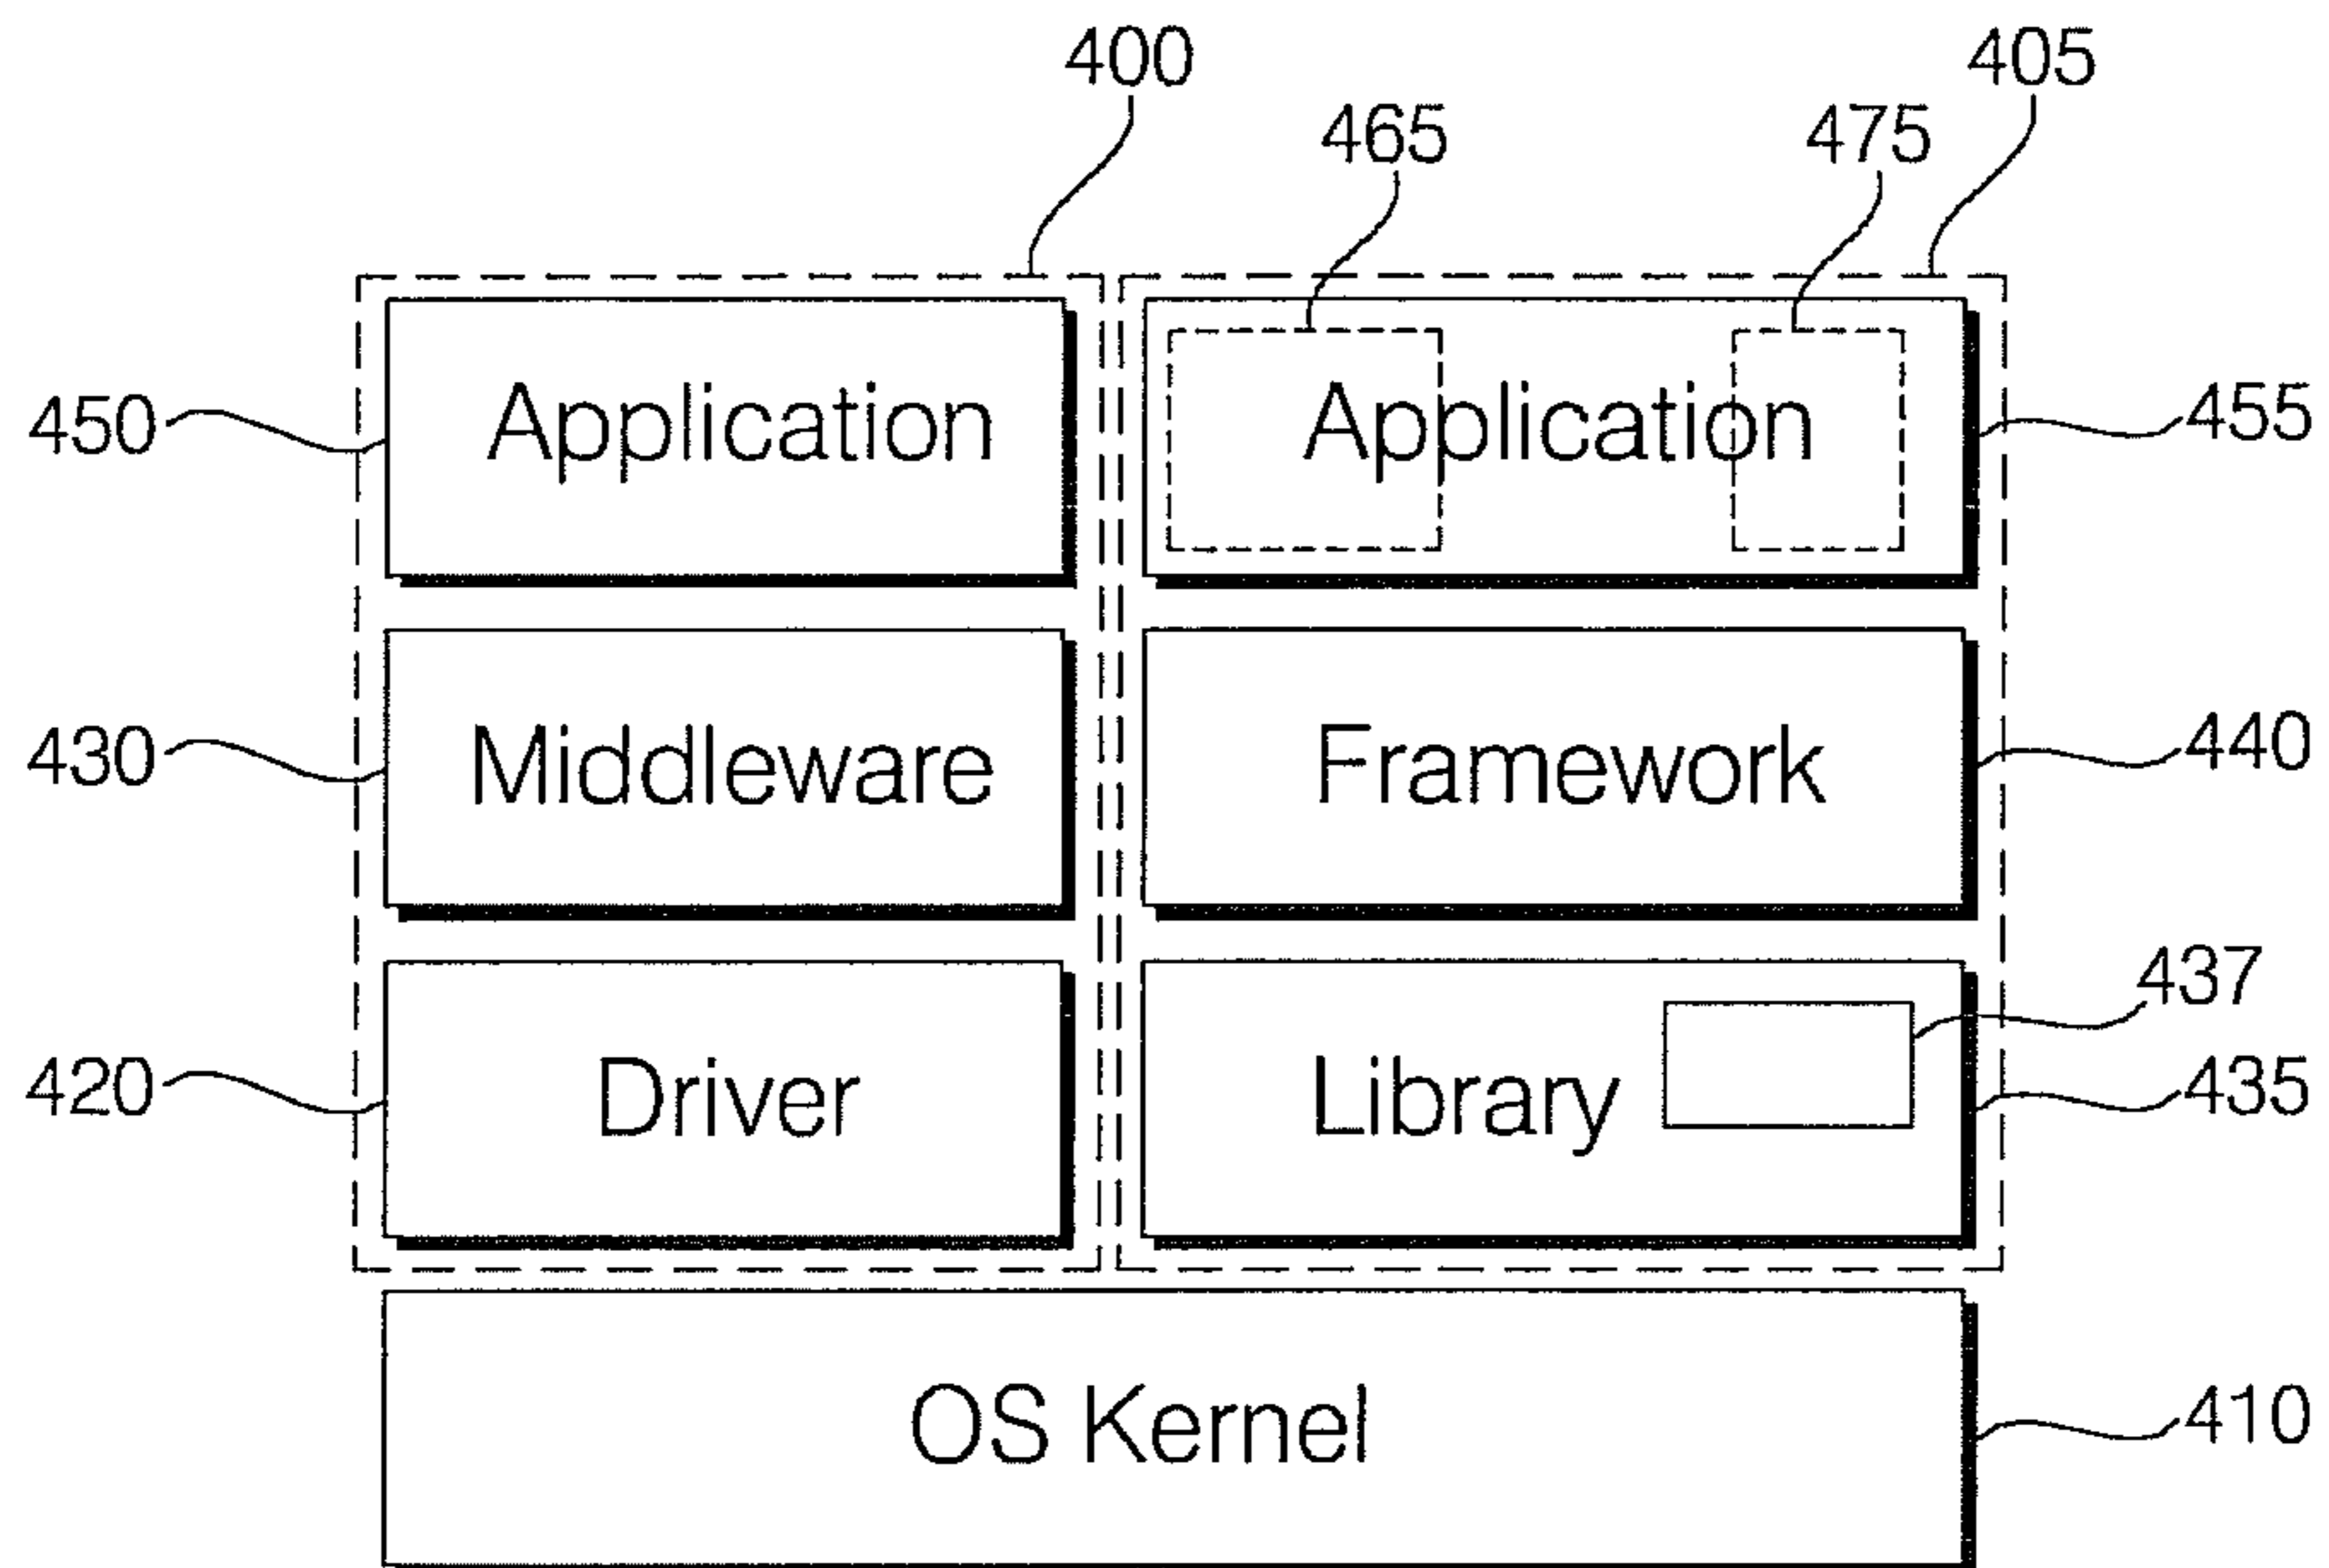 400
405
465
475
450
Application
Application
455
430
Middleware
Framework
440
437
420
Driver
Library
435
OS Kernel
410